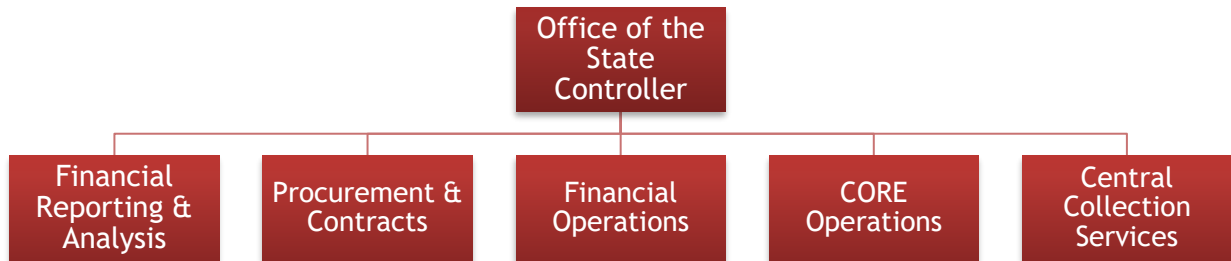 Office of the
State
Controller
Financial
Reporting &
Analysis
Procurement &
Contracts
Financial
Operations
CORE
Operations
Central
Collection
Services